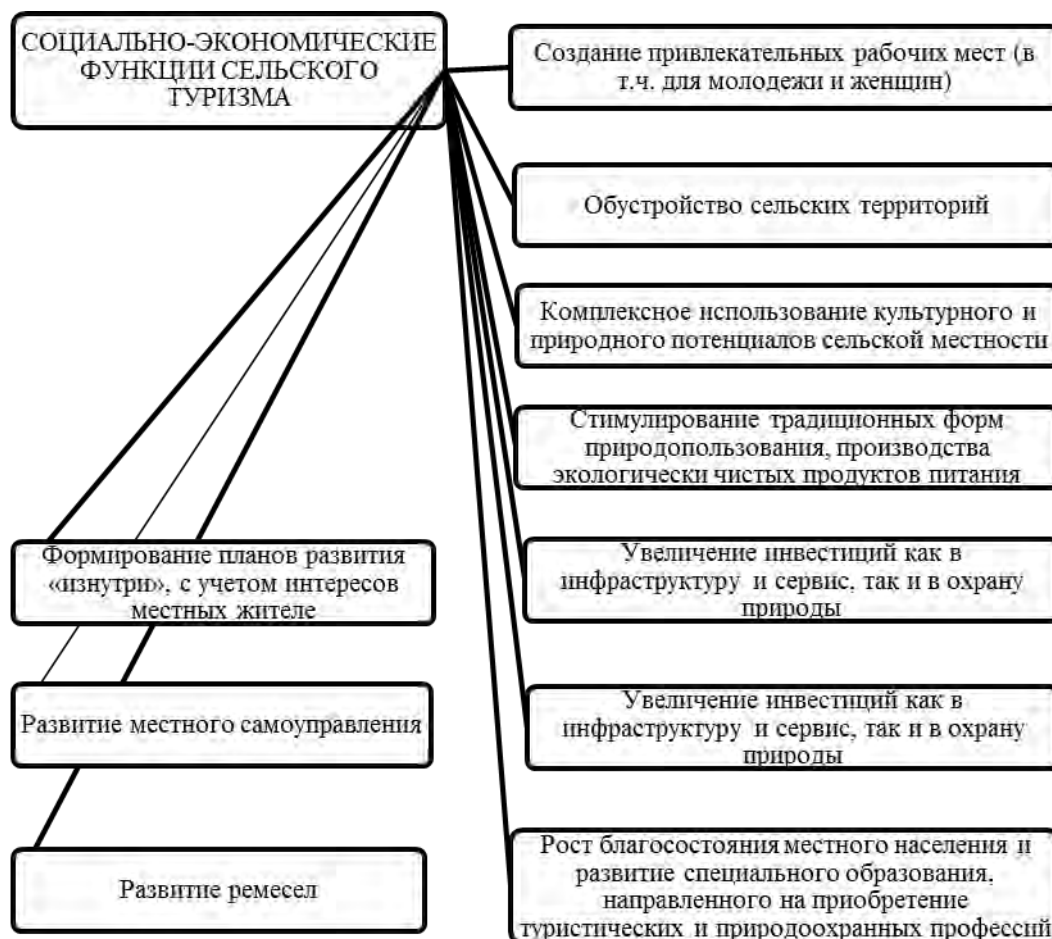 СОЦИАЛЬНО-ЭКОНОМИЧЕСКИЕ
ФУНКЦИИ СЕЛЬСКОГО
ТУРИЗМА
Создание привлекательных рабочих мест (в
т.ч. для молодежи и женщин)
Обустройство сельских территорий
Комплексное использование культурного и
природного потенциалов сельской местности
Стимулирование традиционных форм
природопользования, производства
экологически чистых продуктов питания
Увеличение инвестиций как в
инфраструктуру и сервис, так и в охрану
природы
Увеличение инвестиций как в
инфраструктуру и сервис, так и в охрану
природы
Рост благосостояния местного населения и
развитие специального образования,
направленного на приобретение
туристических и природоохранных профессий
Формирование планов развития
«изнутри», с учетом интересов
местных жителе
Развитие местного самоуправления
Развитие ремесел